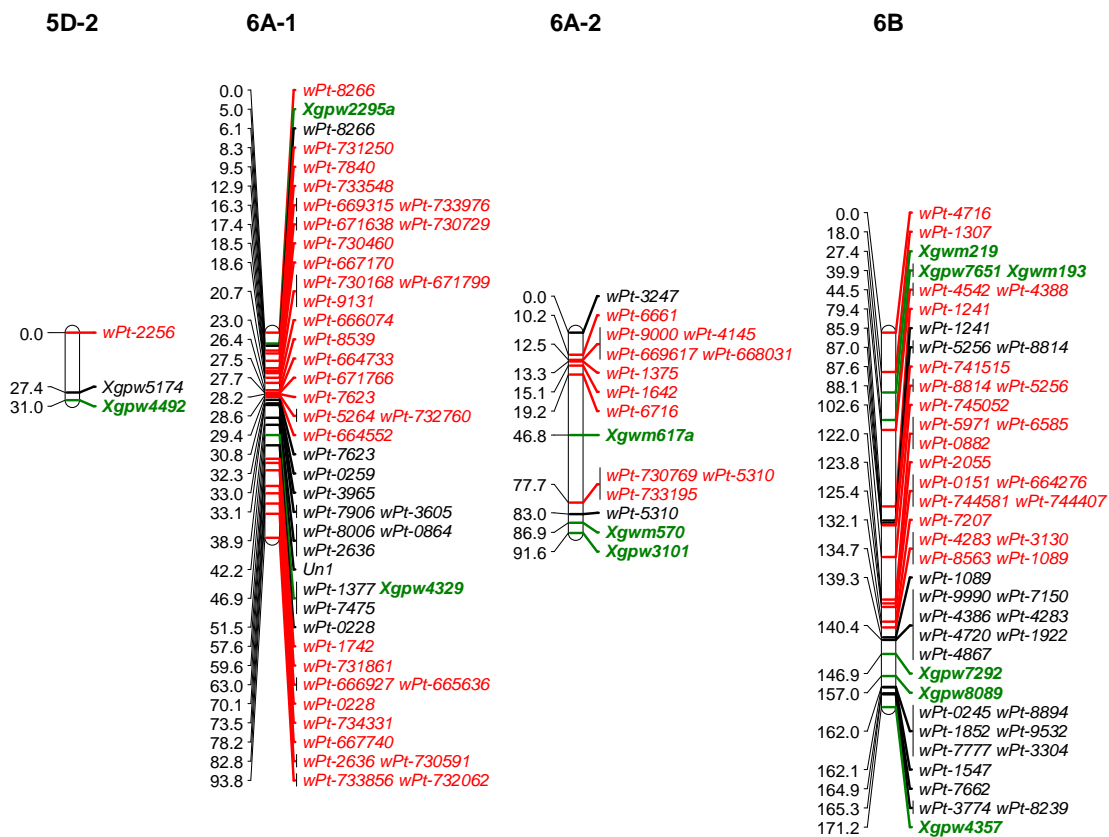 5D-2
0.0 wPt-2256
27.4 Xgpw5174
31.0 Xgpw4492
6A-1
0.0 wPt-8266
5.0 Xgpw2295a
6.1 wPt-8266
8.3 wPt-731250
9.5 wPt-7840
12.9 wPt-733548
16.3 wPt-669315 wPt-733976
17.4 wPt-671638 wPt-730729
18.5 wPt-730460
18.6 wPt-667170
wPt-730168 wPt-671799
20.7
wPt-9131
23.0 wPt-666074
26.4 wPt-8539
27.5 wPt-664733
27.7 wPt-671766
28.2 wPt-7623
28.6 wPt-5264 wPt-732760
29.4 wPt-664552
30.8 wPt-7623
32.3 wPt-0259
33.0 wPt-3965
33.1 wPt-7906 wPt-3605
wPt-8006 wPt-0864
38.9
wPt-2636
42.2 Un1
wPt-1377 Xgpw4329
46.9
wPt-7475
51.5 wPt-0228
57.6 wPt-1742
59.6 wPt-731861
63.0 wPt-666927 wPt-665636
70.1 wPt-0228
73.5 wPt-734331
78.2 wPt-667740
82.8 wPt-2636 wPt-730591
93.8 wPt-733856 wPt-732062
6A-2
0.0 wPt-3247
10.2 wPt-6661
wPt-9000 wPt-4145
12.5
wPt-669617 wPt-668031
13.3 wPt-1375
15.1 wPt-1642
19.2 wPt-6716
46.8 Xgwm617a
wPt-730769 wPt-5310
77.7
wPt-733195
83.0 wPt-5310
86.9 Xgwm570
91.6 Xgpw3101
6B
0.0 wPt-4716
18.0 wPt-1307
27.4 Xgwm219
39.9 Xgpw7651 Xgwm193
44.5 wPt-4542 wPt-4388
79.4 wPt-1241
85.9 wPt-1241
87.0 wPt-5256 wPt-8814
87.6 wPt-741515
88.1 wPt-8814 wPt-5256
102.6 wPt-745052
wPt-5971 wPt-6585
122.0
wPt-0882
123.8 wPt-2055
wPt-0151 wPt-664276
125.4
wPt-744581 wPt-744407
132.1 wPt-7207
wPt-4283 wPt-3130
134.7
wPt-8563 wPt-1089
139.3 wPt-1089
wPt-9990 wPt-7150
wPt-4386 wPt-4283
140.4
wPt-4720 wPt-1922
wPt-4867
146.9 Xgpw7292
157.0 Xgpw8089
wPt-0245 wPt-8894
162.0 wPt-1852 wPt-9532
wPt-7777 wPt-3304
162.1 wPt-1547
164.9 wPt-7662
165.3 wPt-3774 wPt-8239
171.2 Xgpw4357